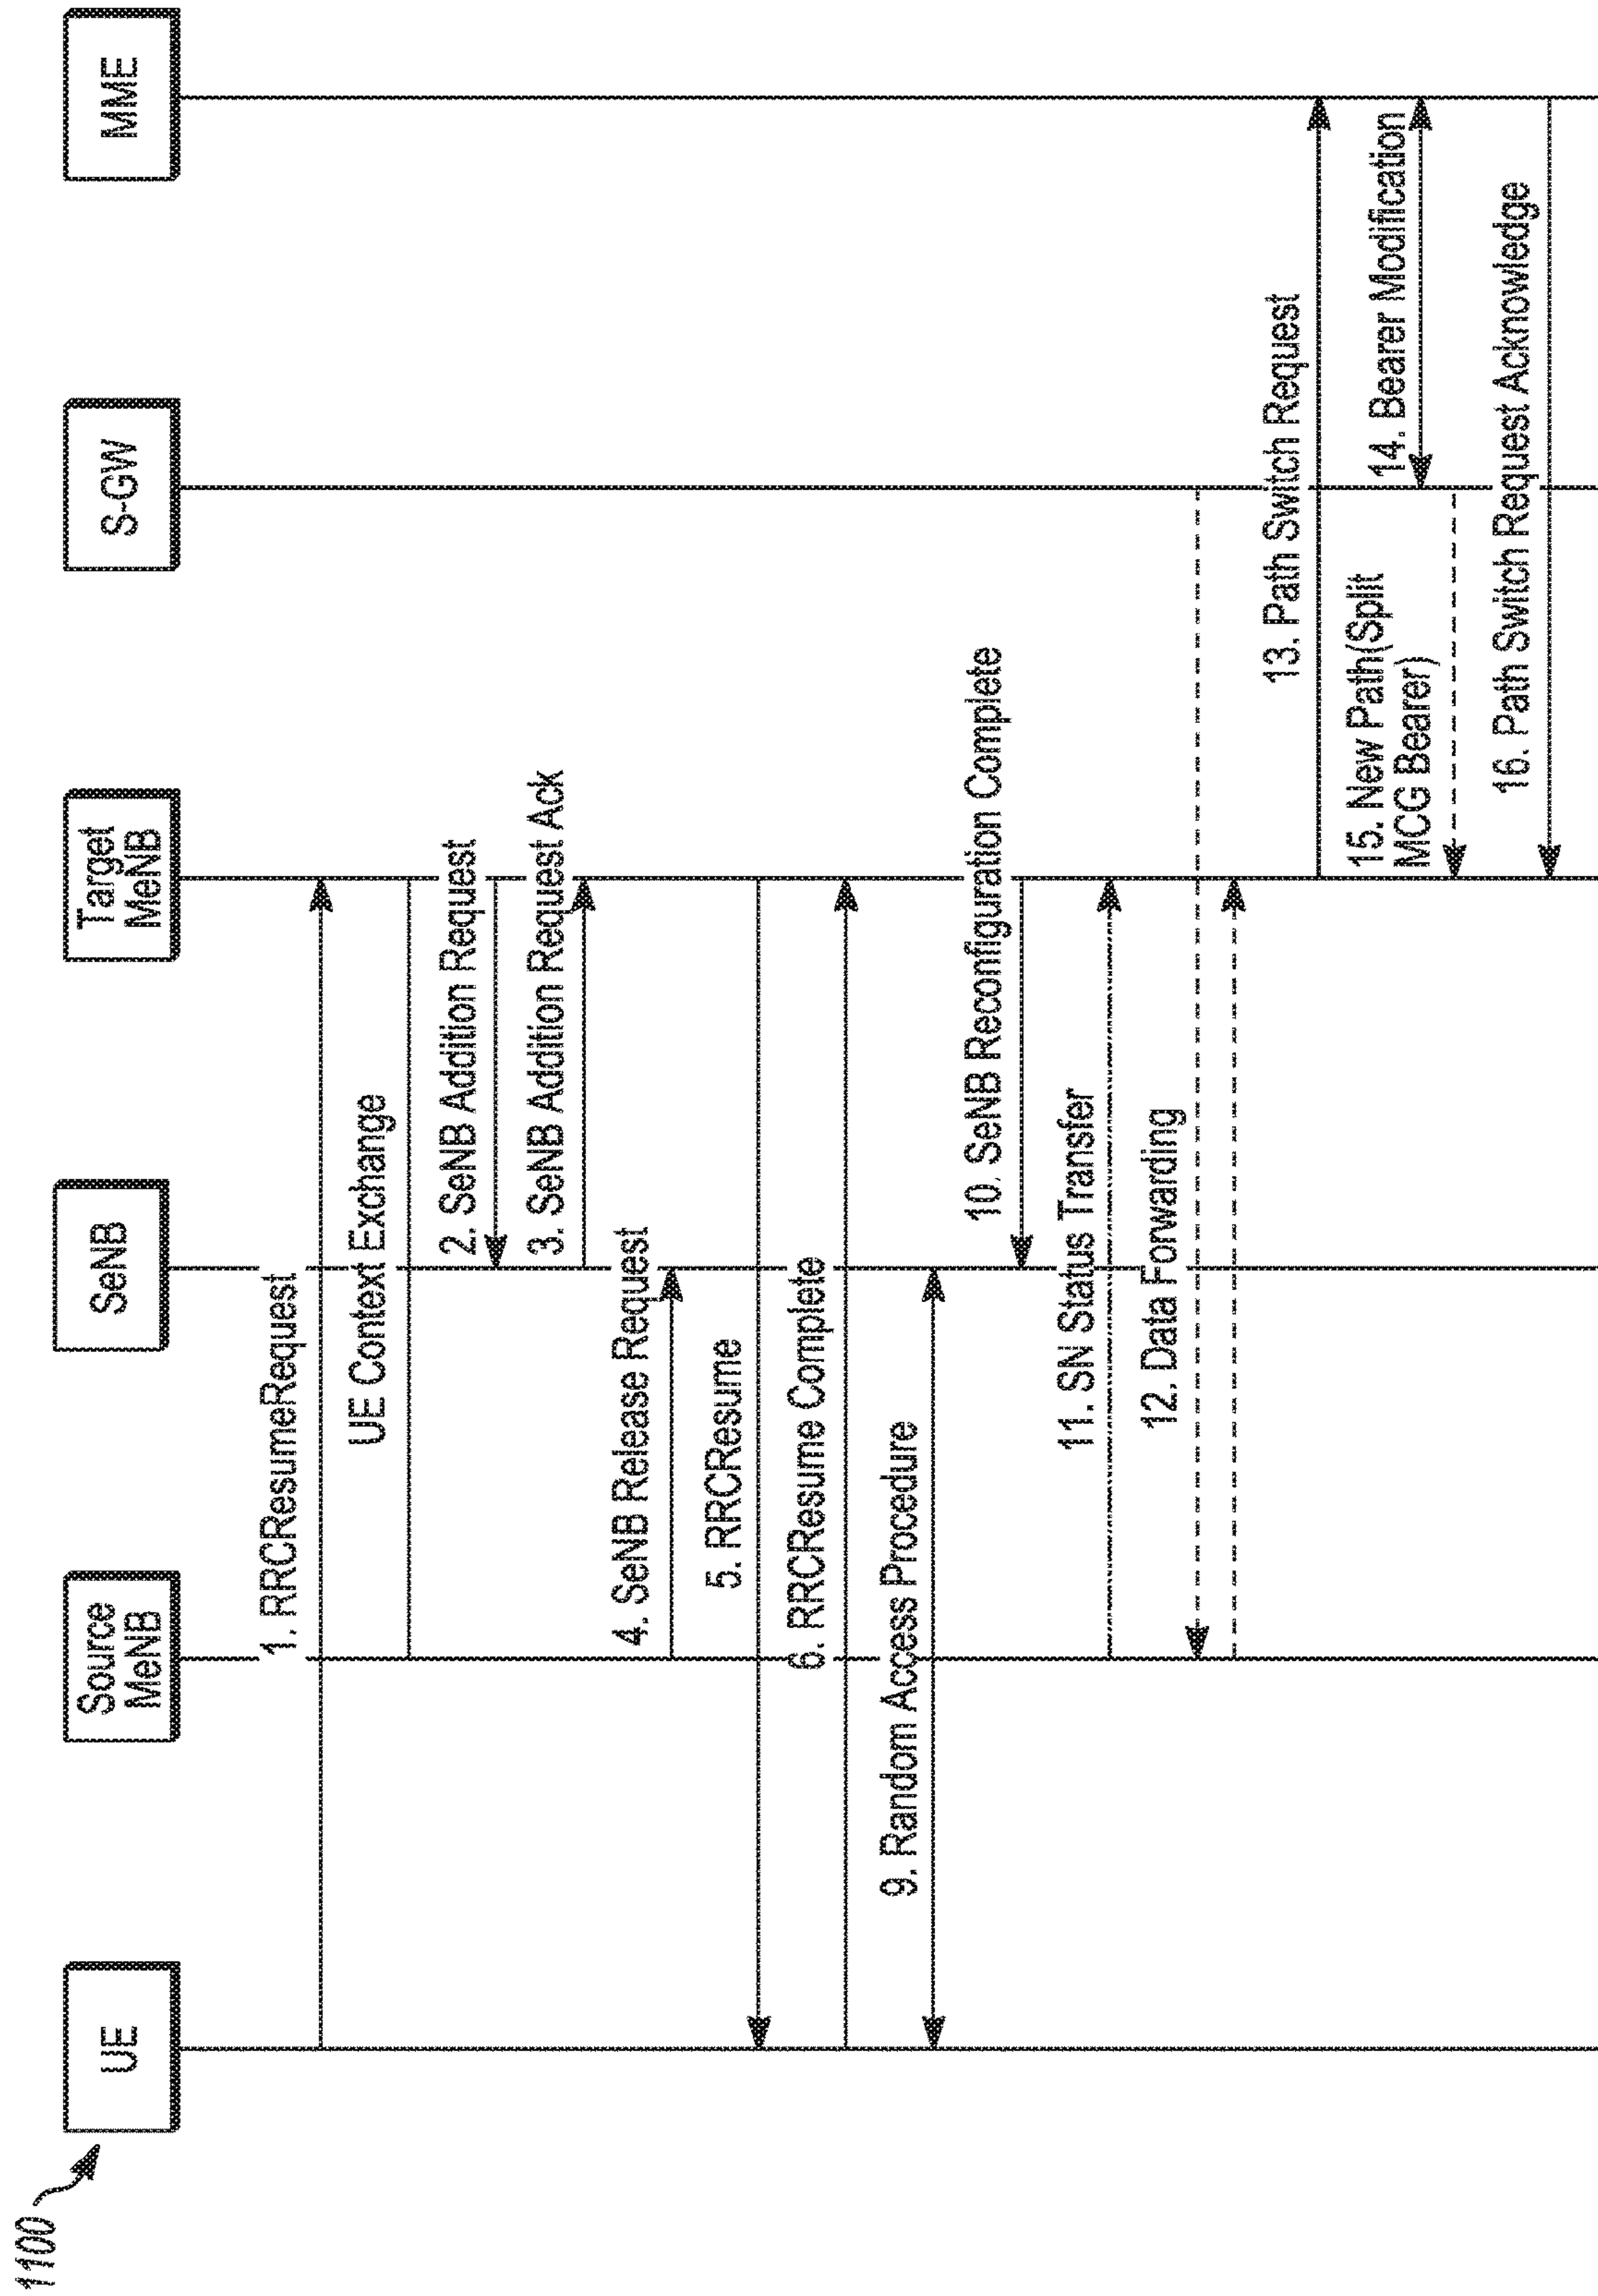 1100
UE
Source
MeNB
SeNB
Target
MeNB
S-GW
MME
1. RRCResumeRequest
UE Context Exchange
2. SeNB Addition Request
3. SeNB Addition Request Ack
4. SeNB Release Request
5. RRCResume
6. RRCResume Complete
9. Random Access Procedure
10. SeNB Reconfiguration Complete
11. SN Status Transfer
12. Data Forwarding
13. Path Switch Request
14. Bearer Modification
15. New Path(Split
MCG Bearer)
16. Path Switch Request Acknowledge